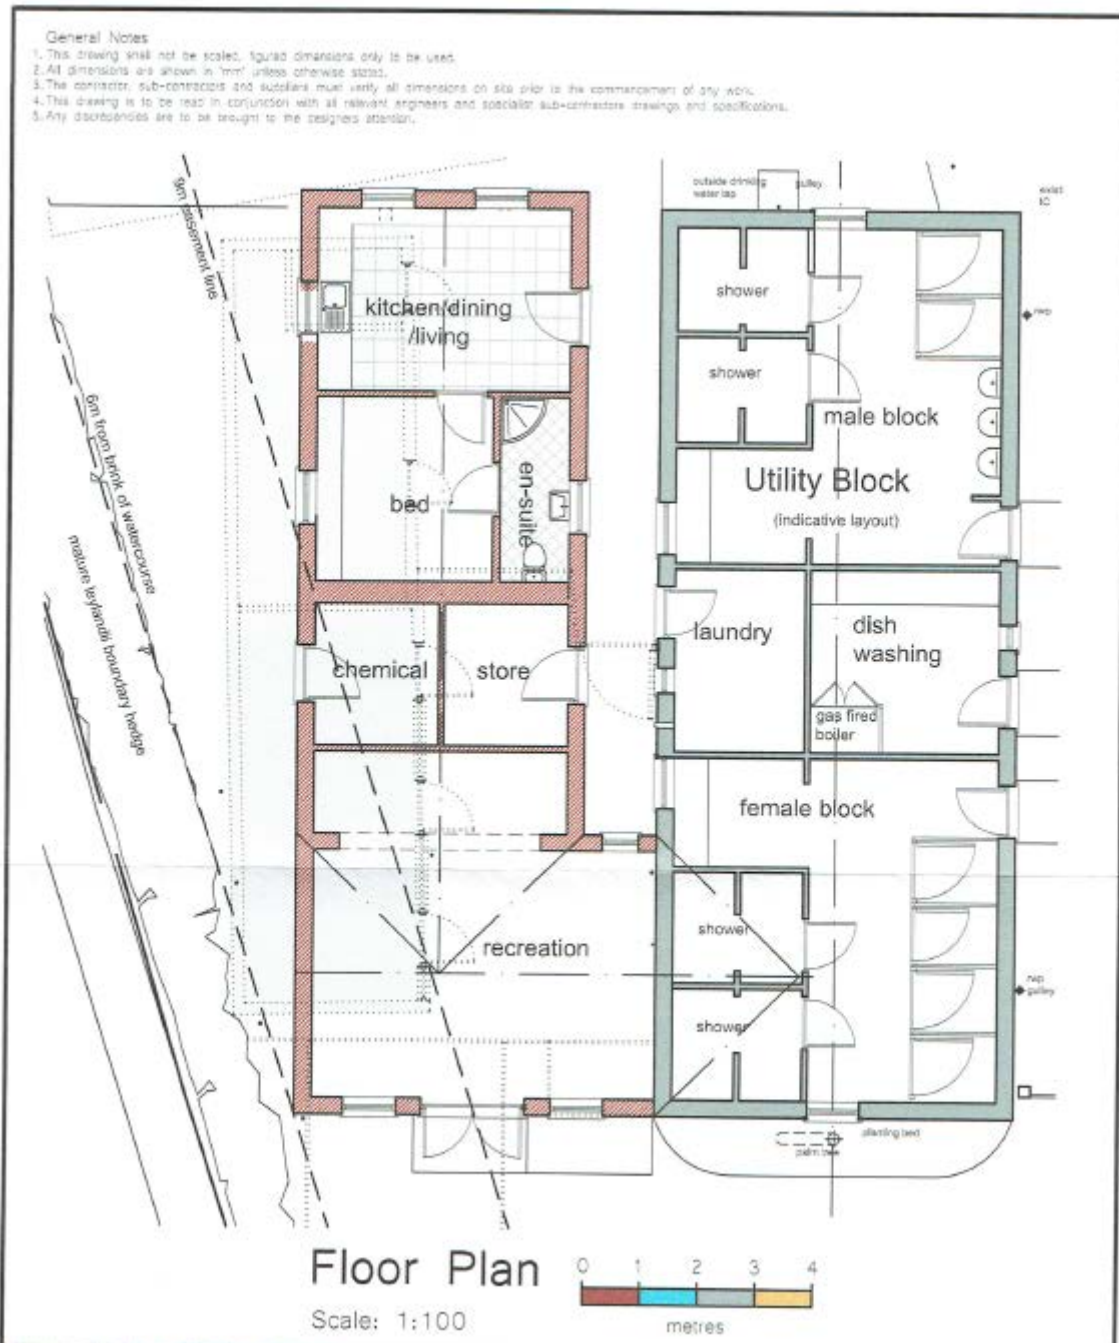 General Notes
1. This drawing shall not be scaled, figured dimensions only to be used.
2. All dimensions are shown in 'mm' unless otherwise stated.
3. The contractor, sub-contractors and suppliers must verify all dimensions on site prior to the commencement of any work.
4. This drawing is to be read in conjunction with all relevant engineers and specialist sub-contractors drawings and specifications.
5. Any discrepancies are to be brought to the designers attention.
outside drinking
water tap
gulley
exist
IC
9m easement line
shower
rwp
kitchen/dining
/living
shower
6m from brink of watercourse
male block
mature leylandii boundary hedge
Utility Block
(indicative layout)
bed
en-suite
laundry
dish
washing
chemical
store
gas fired
boiler
female block
shower
recreation
rwp
gulley
shower
planting bed
palm tree
Floor Plan
Scale: 1:100
0 1 2 3 4
metres